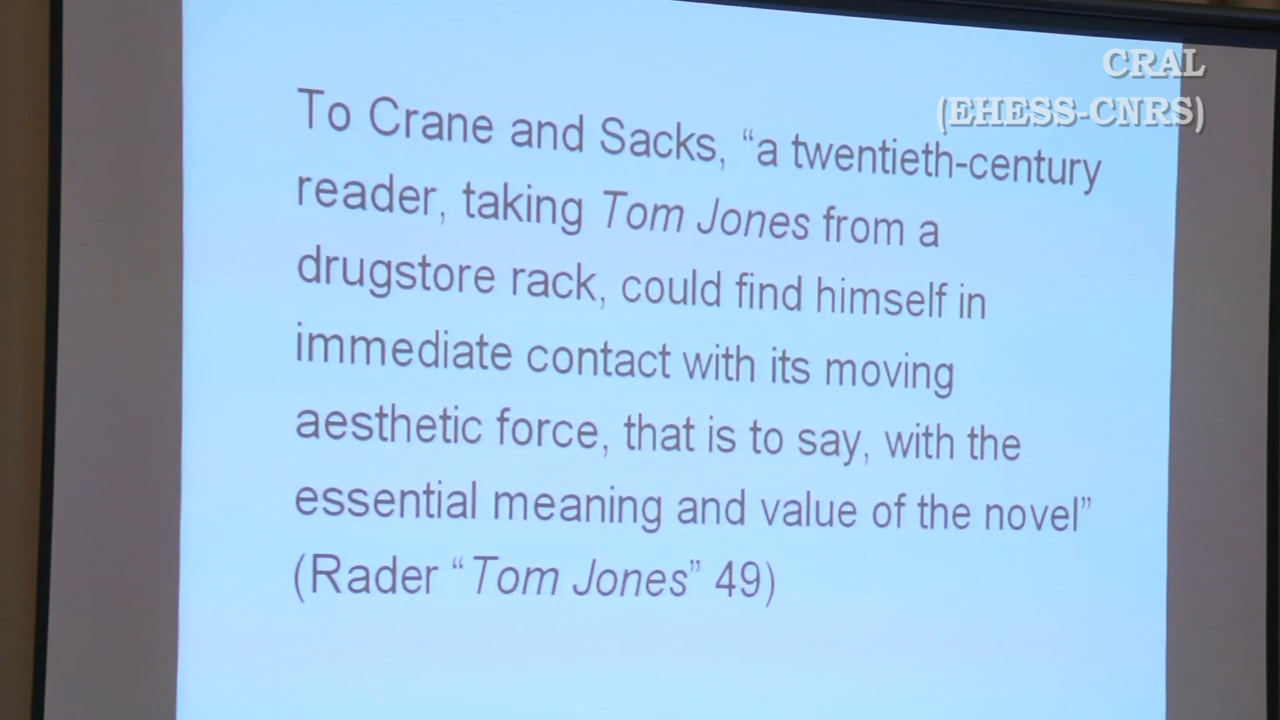 CRAL
(EHESS-CNRS)
To Crane and Sacks, “a twentieth-century
reader, taking Tom Jones from a
drugstore rack, could find himself in
immediate contact with its moving
aesthetic force, that is to say, with the
essential meaning and value of the novel”
(Rader “Tom Jones” 49)